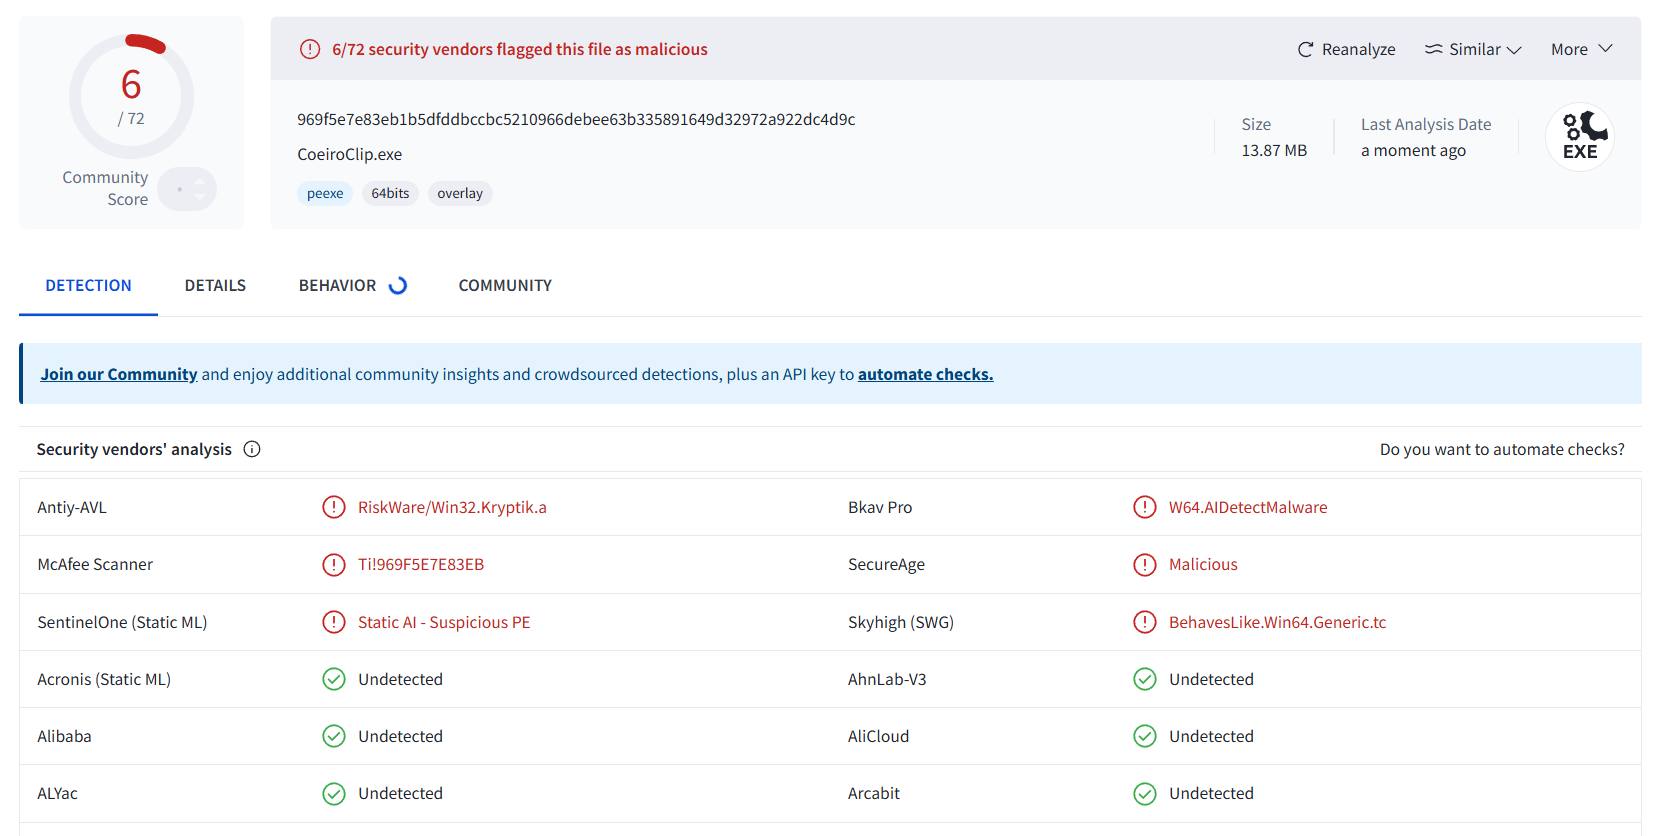 6
/ 72
Community
Score
6/72 security vendors flagged this file as malicious
Reanalyze
Similar
More
969f5e7e83eb1b5dfddbccbc5210966debee63b335891649d32972a922dc4d9c
CoeiroClip.exe
peexe
64bits
overlay
Size
13.87 MB
Last Analysis Date
a moment ago
EXE
DETECTION
DETAILS
BEHAVIOR
COMMUNITY
Join our Community and enjoy additional community insights and crowdsourced detections, plus an API key to automate checks.
Security vendors' analysis
Do you want to automate checks?
Antiy-AVL
RiskWare/Win32.Kryptik.a
Bkav Pro
W64.AIDetectMalware
McAfee Scanner
Ti!969F5E7E83EB
SecureAge
Malicious
SentinelOne (Static ML)
Static AI - Suspicious PE
Skyhigh (SWG)
BehavesLike.Win64.Generic.tc
Acronis (Static ML)
Undetected
AhnLab-V3
Undetected
Alibaba
Undetected
AliCloud
Undetected
ALYac
Undetected
Arcabit
Undetected